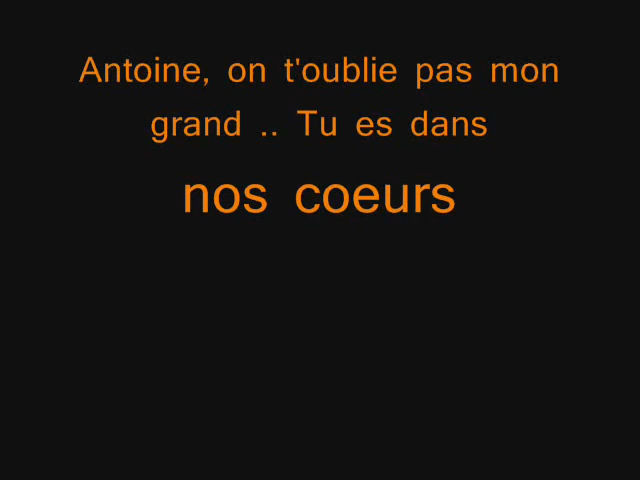 Antoine, on t'oublie pas mon
grand .. Tu es dans
nos coeurs